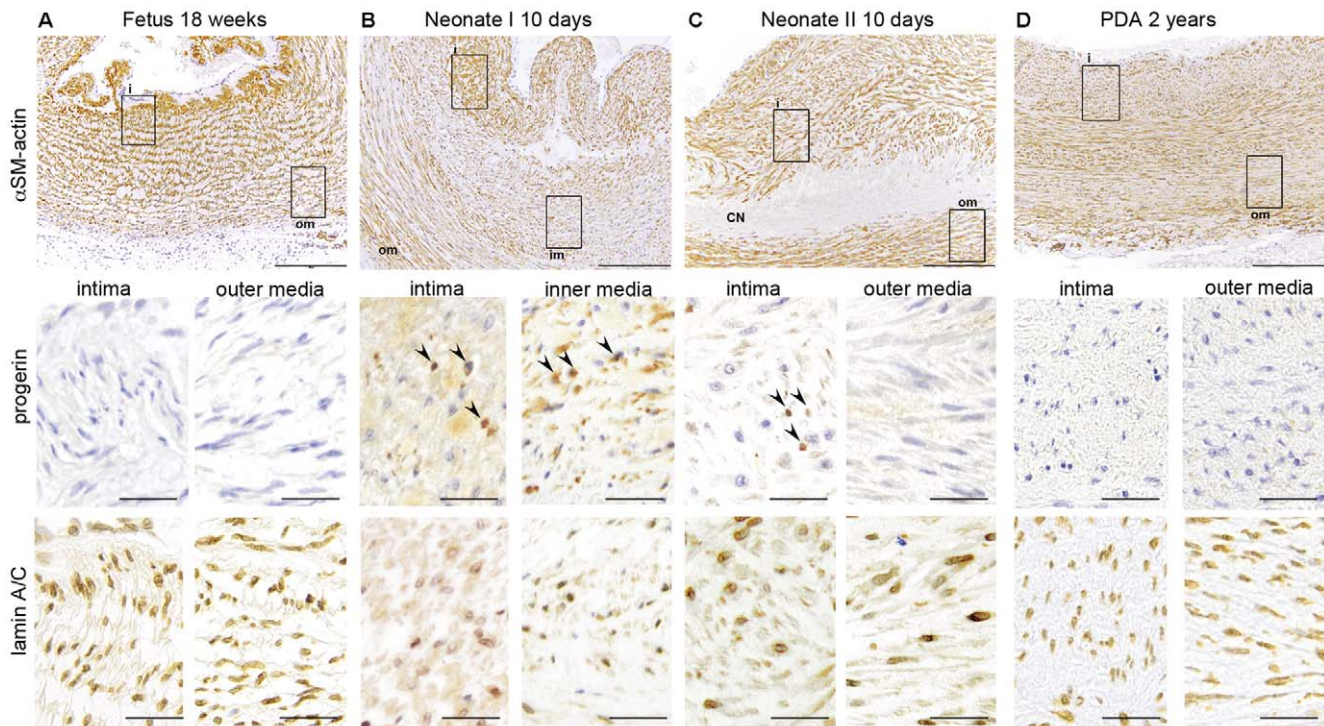 A Fetus 18 weeks B Neonate I 10 days C Neonate II 10 days D PDA 2 years
αSM-actin
i i i i
om om im CN om om
intima outer media intima inner media intima outer media intima outer media
progerin
lamin A/C